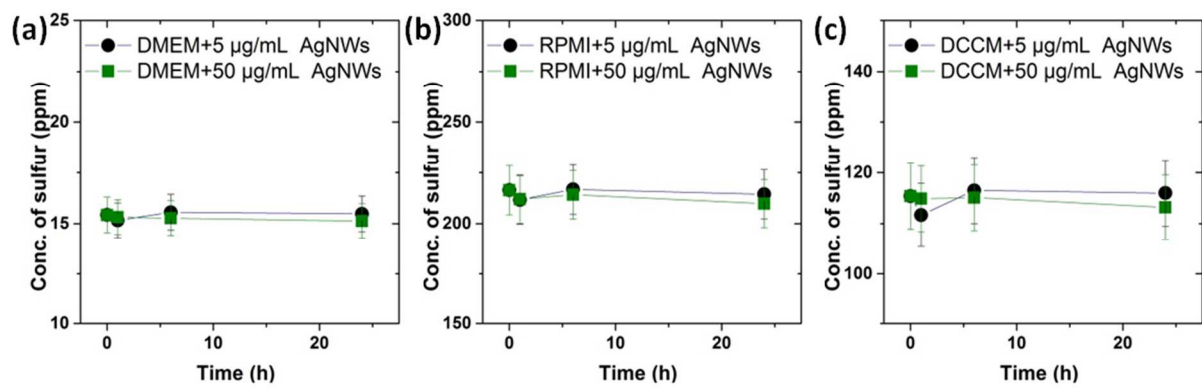 (a)
DMEM+5 µg/mL AgNWs
DMEM+50 µg/mL AgNWs
Conc. of sulfur (ppm)
25
20
15
10
0
10
20
Time (h)
(b)
RPMI+5 µg/mL AgNWs
RPMI+50 µg/mL AgNWs
Conc. of sulfur (ppm)
300
250
200
150
0
10
20
Time (h)
(c)
DCCM+5 µg/mL AgNWs
DCCM+50 µg/mL AgNWs
Conc. of sulfur (ppm)
140
120
100
0
10
20
Time (h)